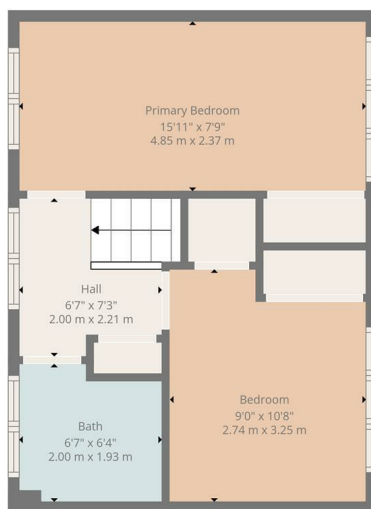 Primary Bedroom
15'11" x 7'9"
4.85 m x 2.37 m
Hall
6'7" x 7'3"
2.00 m x 2.21 m
Bedroom
9'0" x 10'8"
2.74 m x 3.25 m
Bath
6'7" x 6'4"
2.00 m x 1.93 m